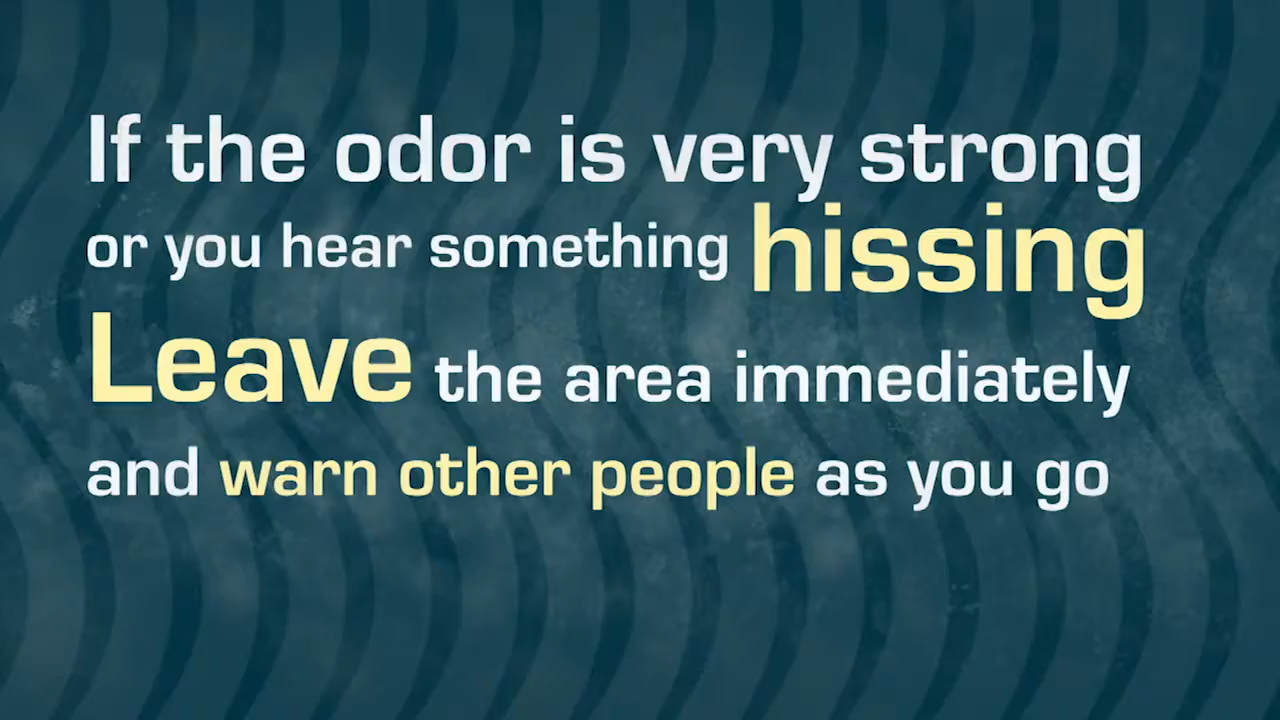 If the odor is very strong
or you hear something hissing
Leave the area immediately
and warn other people as you go